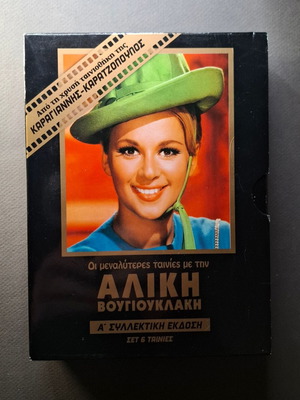 Από τη χρυσή ταινιοθήκη της
ΚΑΡΑΓΙΑΝΝΗΣ-ΚΑΡΑΤΖΟΠΟΥΛΟΣ
Οι μεγαλύτερες ταινίες με την
ΑΛΙΚΗ
ΒΟΥΓΙΟΥΚΛΑΚΗ
Α΄ ΣΥΛΛΕΚΤΙΚΗ ΕΚΔΟΣΗ
ΣΕΤ 6 ΤΑΙΝΙΕΣ